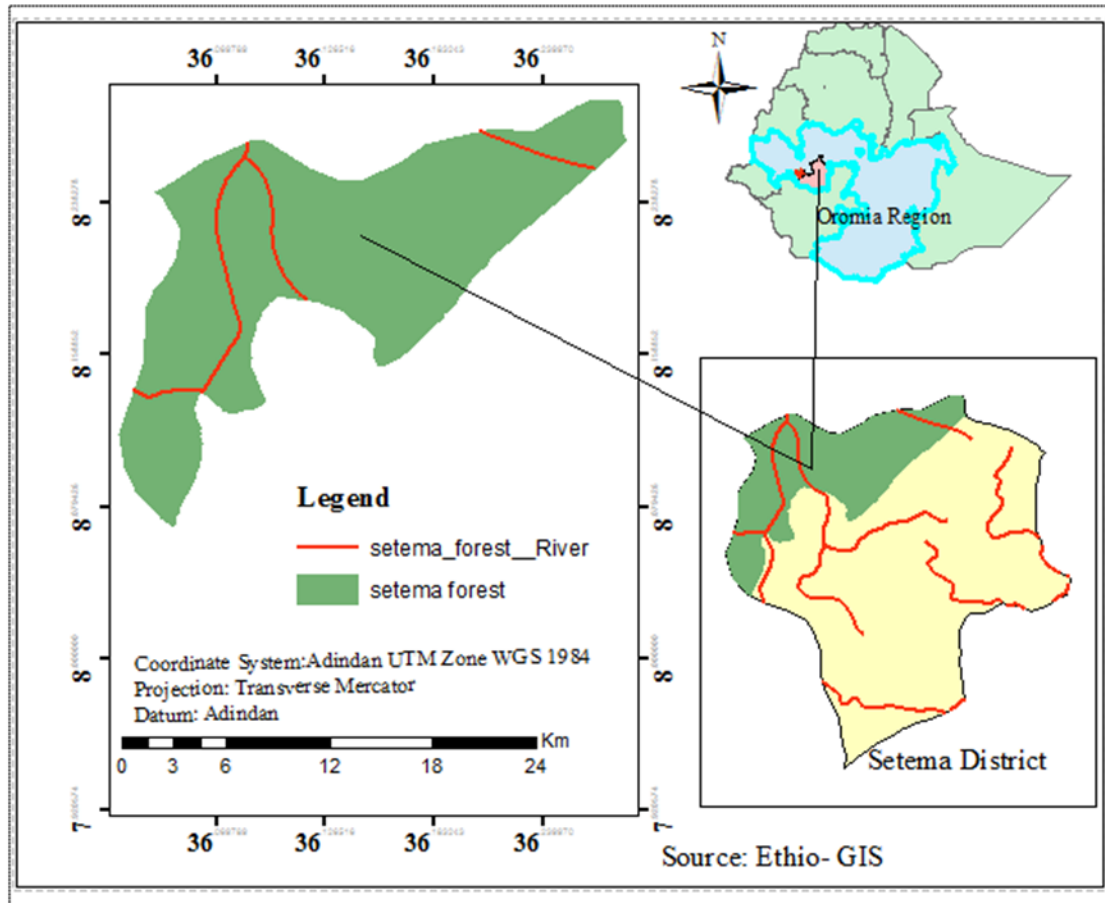 36 36 36 36
N
Oromia Region
8
8
8
8
7
8
8
8
8
7
Legend
setema_forest__River
setema forest
Coordinate System:Adindan UTM Zone WGS 1984
Projection: Transverse Mercator
Datum: Adindan
Km
0 3 6 12 18 24
36 36 36 36
Setema District
Source: Ethio- GIS